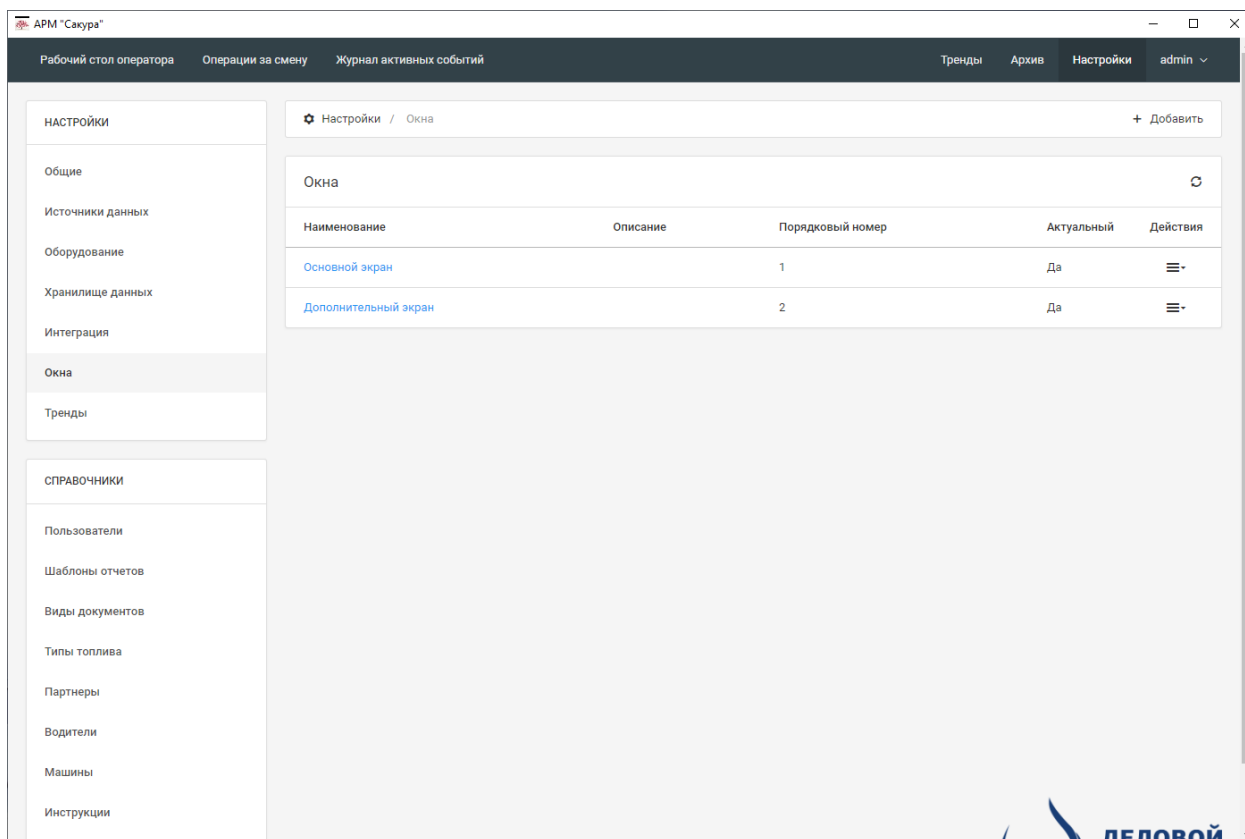 АРМ "Сакура"
Рабочий стол оператора Операции за смену Журнал активных событий Тренды Архив Настройки admin
НАСТРОЙКИ
Общие
Источники данных
Оборудование
Хранилище данных
Интеграция
Окна
Тренды
СПРАВОЧНИКИ
Пользователи
Шаблоны отчетов
Виды документов
Типы топлива
Партнеры
Водители
Машины
Инструкции
Настройки / Окна + Добавить
Окна
Наименование Описание Порядковый номер Актуальный Действия
Основной экран 1 Да
Дополнительный экран 2 Да
ДЕЛОВОЙ